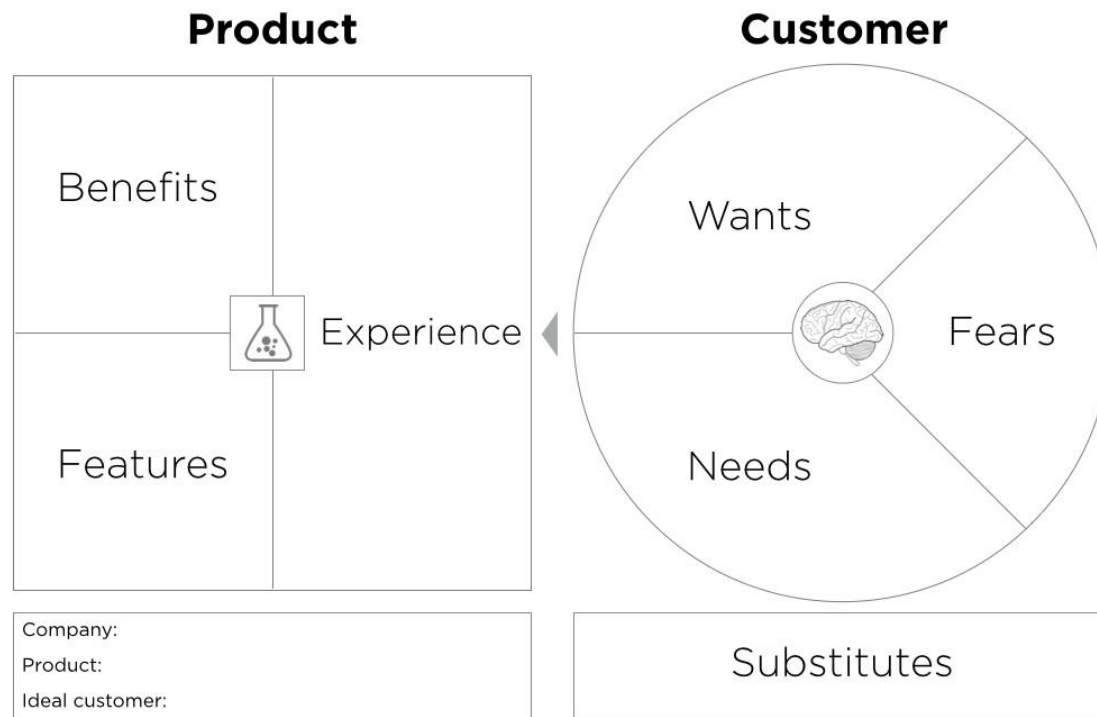 Product
Benefits
Experience
Features
Company:
Product:
Ideal customer:
Customer
Wants
Fears
Needs
Substitutes